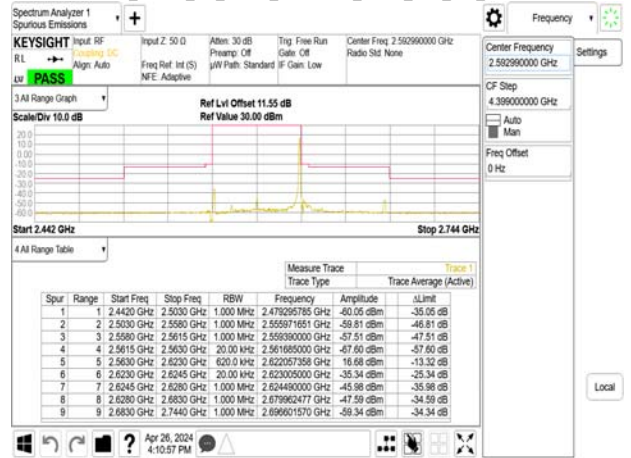 Spectrum Analyzer 1
Spurious Emissions
Frequency
KEYSIGHT Input: RF Input Z: 50 Ω Atten: 30 dB Trig: Free Run Center Freq: 2.592990000 GHz
RL Coupling: DC Preamp: Off Gate: Off Radio Std: None
Align: Auto Freq Ref: Int (S) µW Path: Standard IF Gain: Low
PASS NFE: Adaptive
Center Frequency
2.592990000 GHz
Settings
CF Step
4.399000000 GHz
Auto
Man
Freq Offset
0 Hz
3 All Range Graph
Ref Lvl Offset 11.55 dB
Scale/Div 10.0 dB Ref Value 30.00 dBm
20.0
10.0
0.00
-10.0
-20.0
-30.0
-40.0
-50.0
-60.0
Start 2.442 GHz Stop 2.744 GHz
4 All Range Table
Measure Trace Trace 1
Trace Type Trace Average (Active)
Spur Range Start Freq Stop Freq RBW Frequency Amplitude ΔLimit
1 1 2.4420 GHz 2.5030 GHz 1.000 MHz 2.479295785 GHz -60.05 dBm -35.05 dB
2 2 2.5030 GHz 2.5580 GHz 1.000 MHz 2.555971651 GHz -59.81 dBm -46.81 dB
3 3 2.5580 GHz 2.5615 GHz 1.000 MHz 2.559390000 GHz -57.51 dBm -47.51 dB
4 4 2.5615 GHz 2.5630 GHz 20.00 kHz 2.561685000 GHz -67.60 dBm -57.60 dB
5 5 2.5630 GHz 2.6230 GHz 620.0 kHz 2.622057358 GHz 16.68 dBm -13.32 dB
6 6 2.6230 GHz 2.6245 GHz 20.00 kHz 2.623005000 GHz -35.34 dBm -25.34 dB
7 7 2.6245 GHz 2.6280 GHz 1.000 MHz 2.624490000 GHz -45.98 dBm -35.98 dB
8 8 2.6280 GHz 2.6830 GHz 1.000 MHz 2.679962477 GHz -47.59 dBm -34.59 dB
9 9 2.6830 GHz 2.7440 GHz 1.000 MHz 2.696601570 GHz -59.34 dBm -34.34 dB
Local
Apr 26, 2024
4:10:57 PM